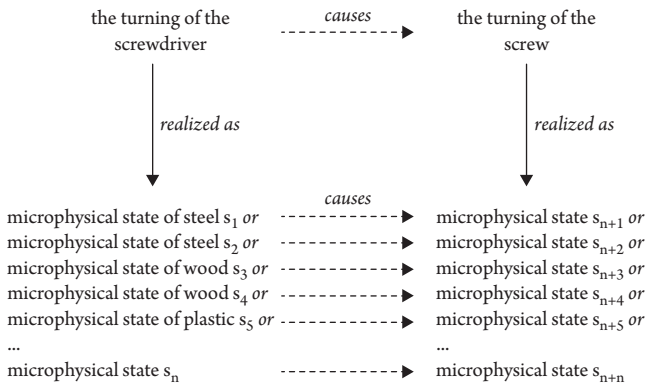 the turning of the screwdriver
causes
the turning of the screw
realized as
realized as
causes
microphysical state of steel s₁ or
microphysical state sₙ₊₁ or
microphysical state of steel s₂ or
microphysical state sₙ₊₂ or
microphysical state of wood s₃ or
microphysical state sₙ₊₃ or
microphysical state of wood s₄ or
microphysical state sₙ₊₄ or
microphysical state of plastic s₅ or
microphysical state sₙ₊₅ or
...
...
microphysical state sₙ
microphysical state sₙ₊ₙ